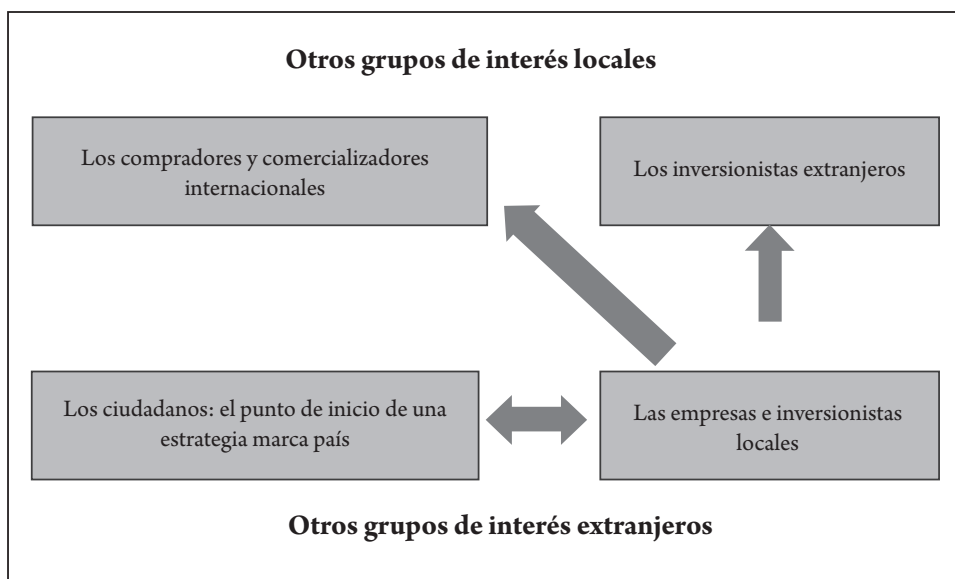 Otros grupos de interés locales
Los compradores y comercializadores
internacionales
Los inversionistas extranjeros
Los ciudadanos: el punto de inicio de una
estrategia marca país
Las empresas e inversionistas
locales
Otros grupos de interés extranjeros